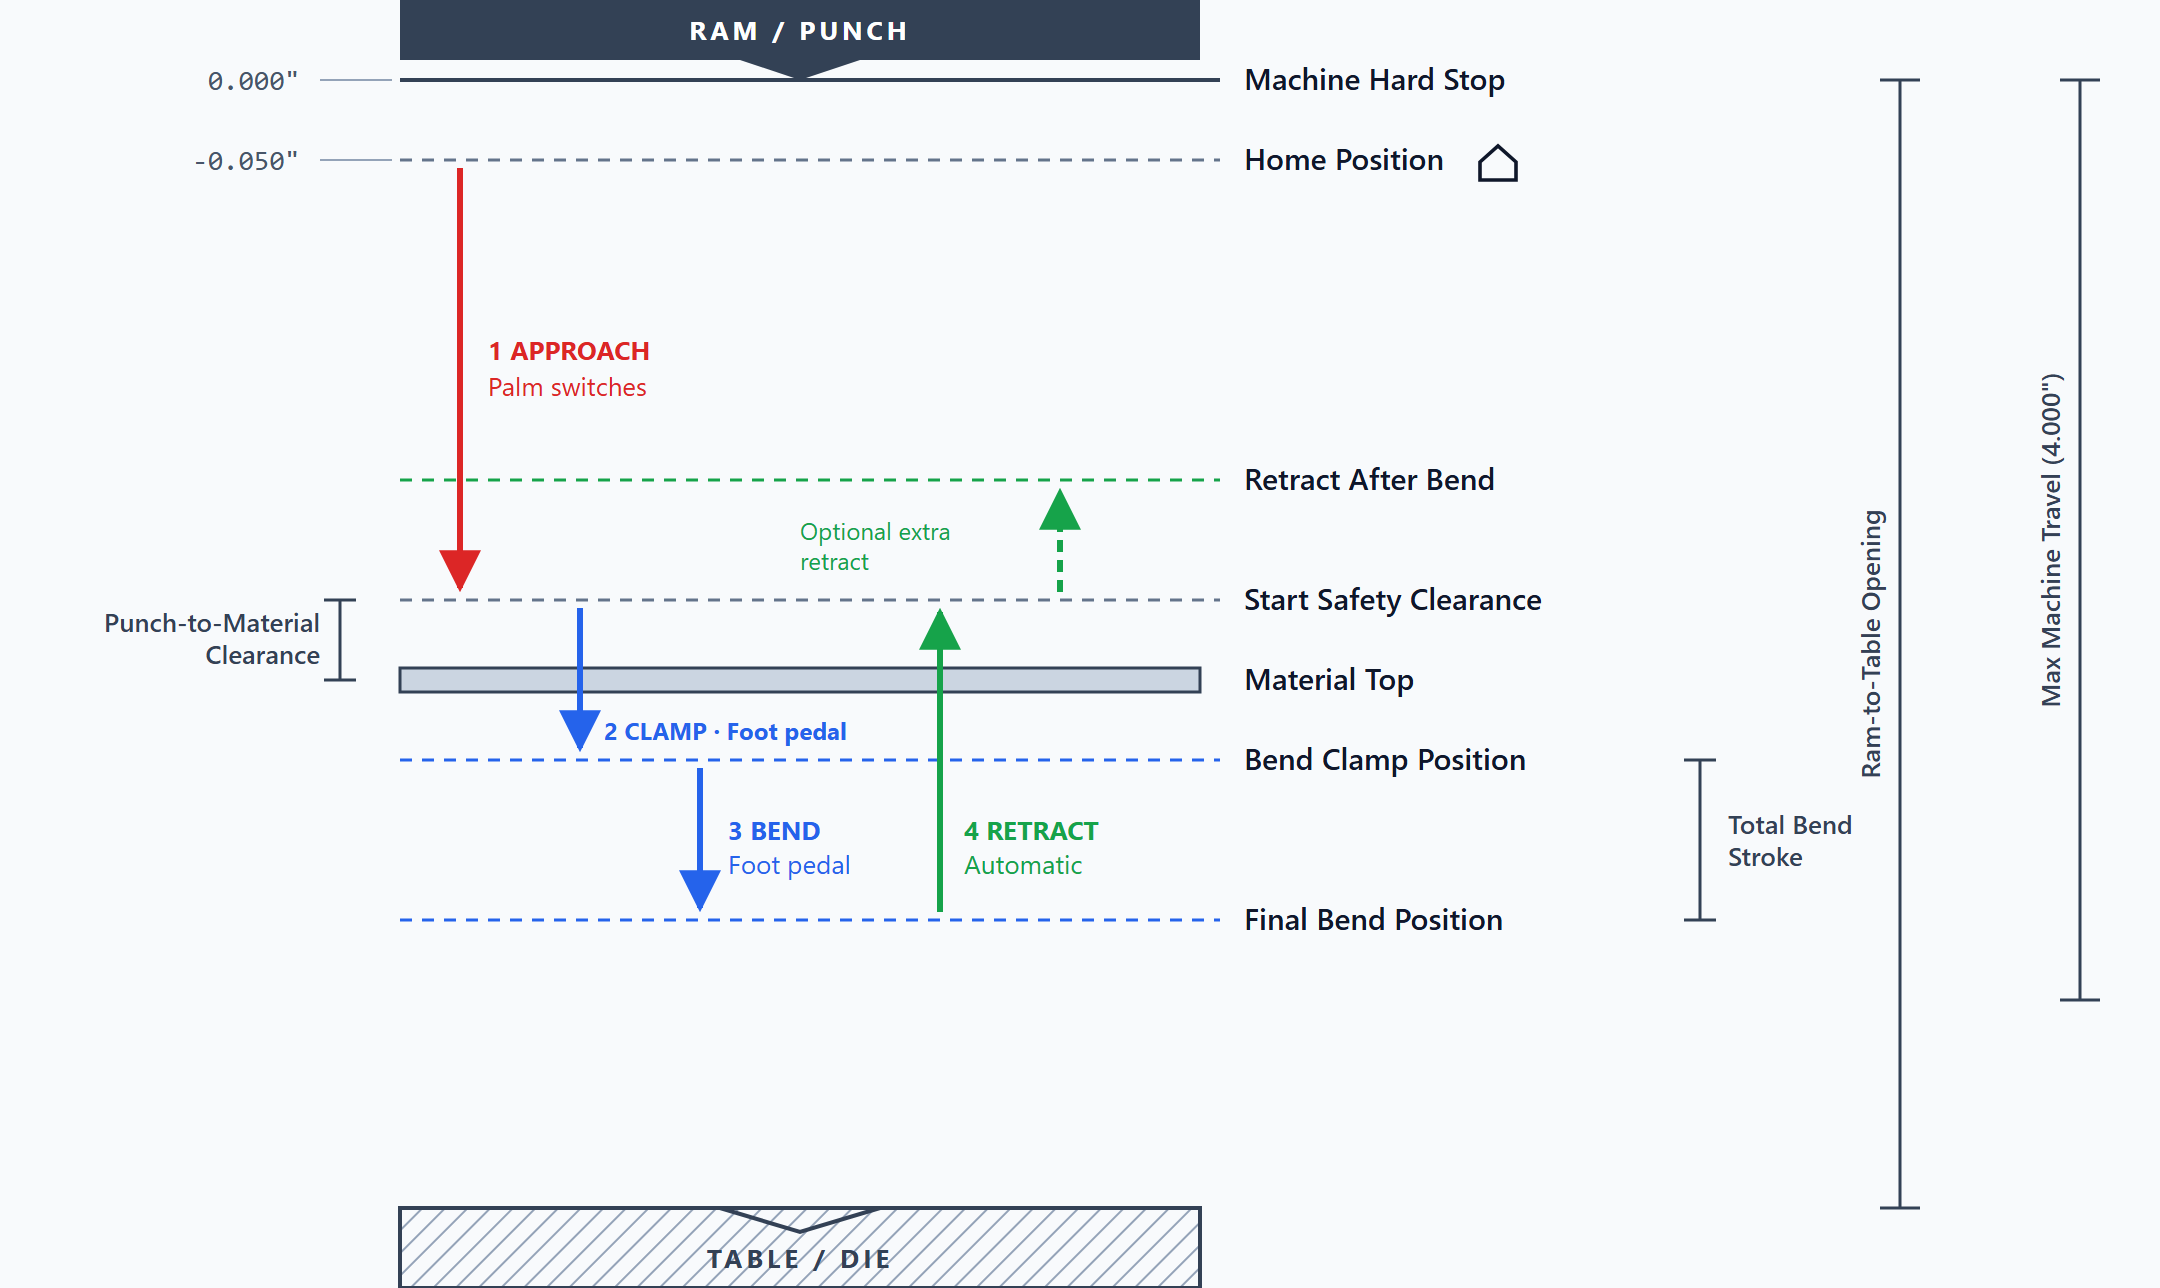 RAM / PUNCH
0.000"
Machine Hard Stop
-0.050"
Home Position
1 APPROACH
Palm switches
Retract After Bend
Optional extra
retract
Start Safety Clearance
Punch-to-Material
Clearance
Material Top
2 CLAMP · Foot pedal
Bend Clamp Position
3 BEND
Foot pedal
4 RETRACT
Automatic
Total Bend
Stroke
Final Bend Position
Ram-to-Table Opening
Max Machine Travel (4.000")
TABLE / DIE